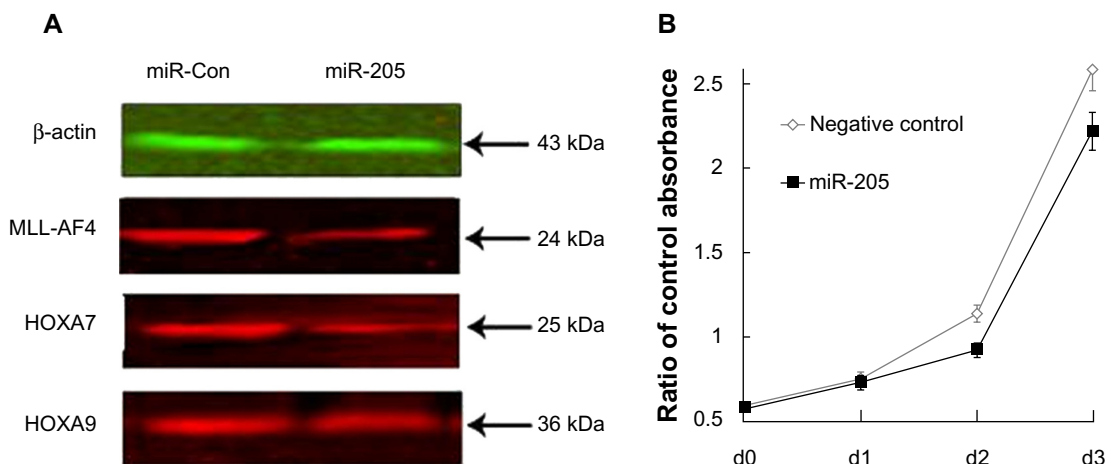 A
miR-Con miR-205
β-actin 43 kDa
MLL-AF4 24 kDa
HOXA7 25 kDa
HOXA9 36 kDa
B
Ratio of control absorbance
2.5
2
1.5
1
0.5
Negative control
miR-205
d0 d1 d2 d3